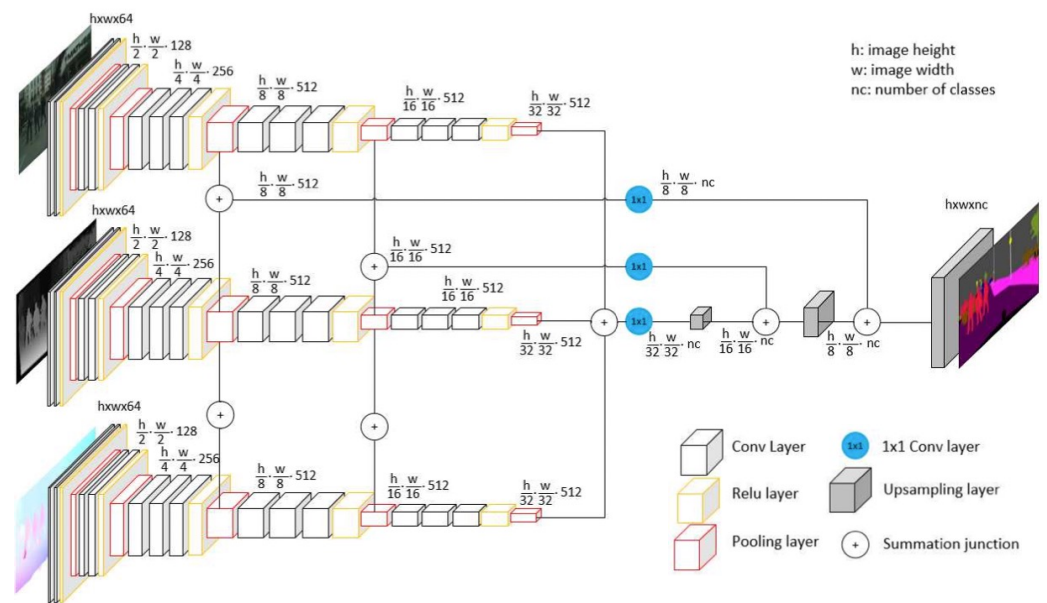 hxwx64
h/2 · w/2 · 128
h/4 · w/4 · 256
h/8 · w/8 · 512
h/16 · w/16 · 512
h/32 · w/32 · 512
h: image height
w: image width
nc: number of classes
h/8 · w/8 · 512
1x1
h/8 · w/8 · nc
hxwxnc
hxwx64
h/2 · w/2 · 128
h/4 · w/4 · 256
h/8 · w/8 · 512
h/16 · w/16 · 512
1x1
h/16 · w/16 · 512
h/32 · w/32 · 512
1x1
h/32 · w/32 · nc
h/16 · w/16 · nc
h/8 · w/8 · nc
hxwx64
h/2 · w/2 · 128
h/4 · w/4 · 256
h/8 · w/8 · 512
h/16 · w/16 · 512
h/32 · w/32 · 512
Conv Layer
1x1
1x1 Conv layer
Relu layer
Upsampling layer
Pooling layer
Summation junction